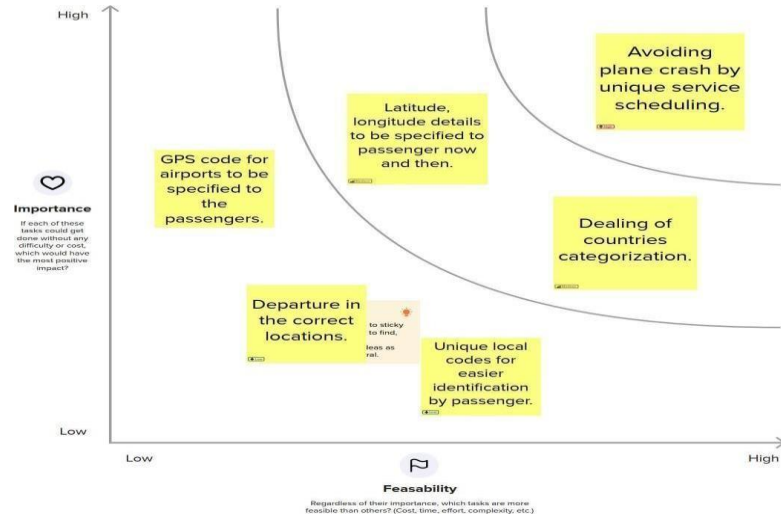 High
Avoiding
plane crash by
unique service
scheduling.
Latitude,
longitude details
to be specified to
passenger now
and then.
GPS code for
airports to be
specified to
the
passengers.
Importance
If each of these
tasks could get
done without any
difficulty or cost,
which would have
the most positive
impact?
Dealing of
countries
categorization.
Departure in
the correct
locations.
to sticky
to find,
leas as
ral.
Unique local
codes for
easier
identification
by passenger.
Low
Low
High
Feasability
Regardless of their importance, which tasks are more
feasible than others? (Cost, time, effort, complexity, etc.)